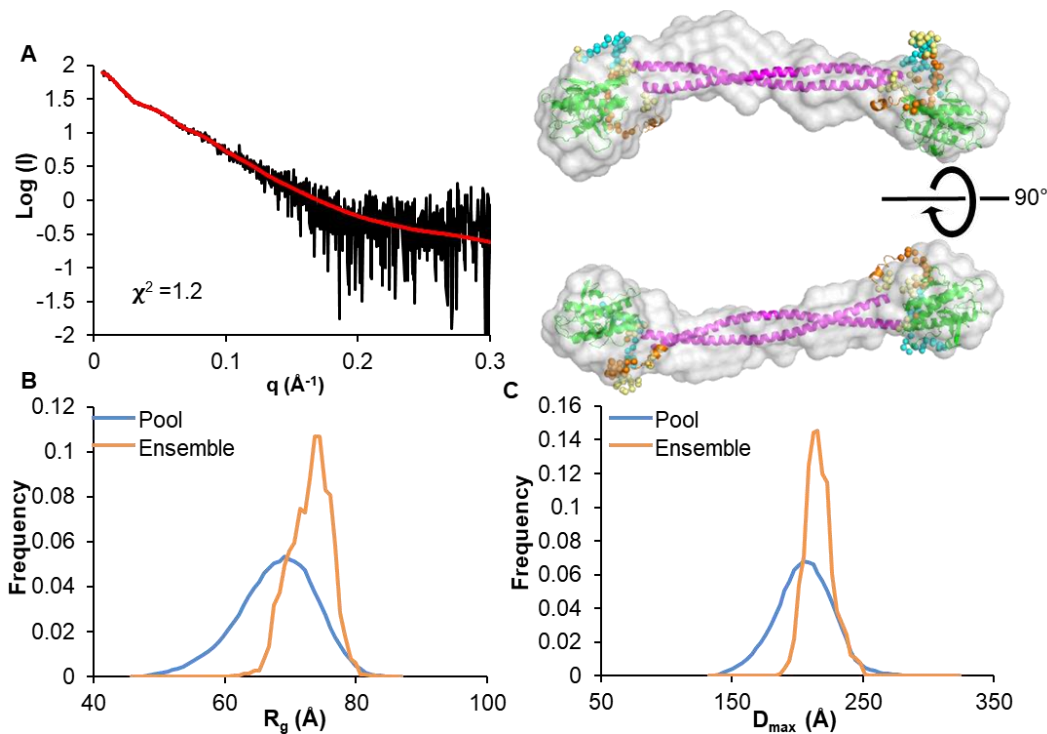 A
2
1.5
1
0.5
0
-0.5
-1
-1.5
-2
Log (I)
χ² =1.2
0
0.1
0.2
0.3
q (Å⁻¹)
90°
B
0.12
0.1
0.08
0.06
0.04
0.02
0
Frequency
Pool
Ensemble
40
60
80
100
Rg (Å)
C
0.16
0.14
0.12
0.1
0.08
0.06
0.04
0.02
0
Frequency
Pool
Ensemble
50
150
250
350
Dmax (Å)